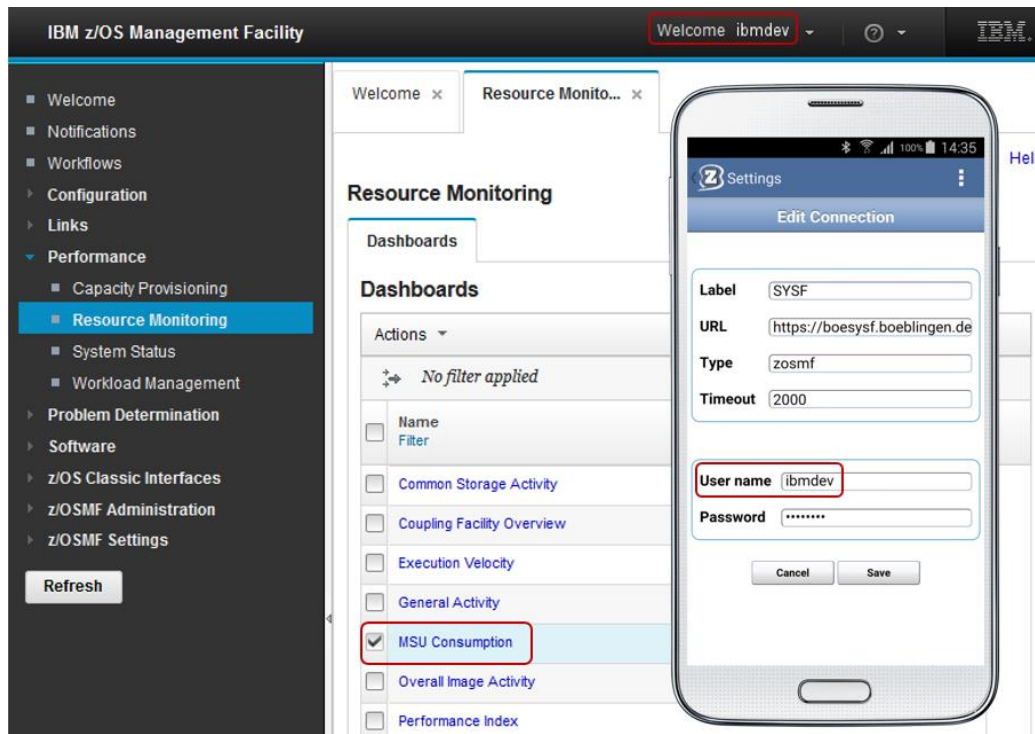 IBM z/OS Management Facility
Welcome ibmdev
IBM.
Welcome
Notifications
Workflows
Configuration
Links
Performance
Capacity Provisioning
Resource Monitoring
System Status
Workload Management
Problem Determination
Software
z/OS Classic Interfaces
z/OSMF Administration
z/OSMF Settings
Refresh
Welcome
Resource Monito...
Hel
Resource Monitoring
Dashboards
Dashboards
Actions
No filter applied
Name
Filter
Common Storage Activity
Coupling Facility Overview
Execution Velocity
General Activity
MSU Consumption
Overall Image Activity
Performance Index
100% 14:35
Z Settings
Edit Connection
Label SYSF
URL https://boesysf.boeblingen.de
Type zosmf
Timeout 2000
User name ibmdev
Password ••••••••
Cancel Save